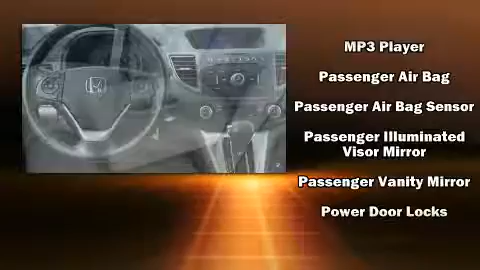 MP3 Player
Passenger Air Bag
Passenger Air Bag Sensor
Passenger Illuminated
Visor Mirror
Passenger Vanity Mirror
Power Door Locks